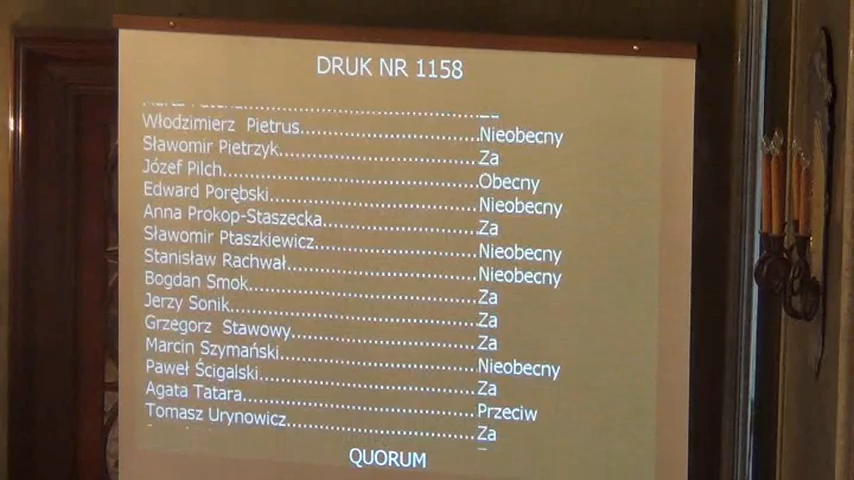 DRUK NR 1158
Włodzimierz Pietrus..............................Nieobecny
Sławomir Pietrzyk..............................Za
Józef Pilch..............................Obecny
Edward Porębski..............................Nieobecny
Anna Prokop-Staszecka..............................Za
Sławomir Ptaszkiewicz..............................Nieobecny
Stanisław Rachwał..............................Nieobecny
Bogdan Smok..............................Za
Jerzy Sonik..............................Za
Grzegorz Stawowy..............................Za
Marcin Szymański..............................Nieobecny
Paweł Ścigalski..............................Za
Agata Tatara..............................Przeciw
Tomasz Urynowicz..............................Za
QUORUM